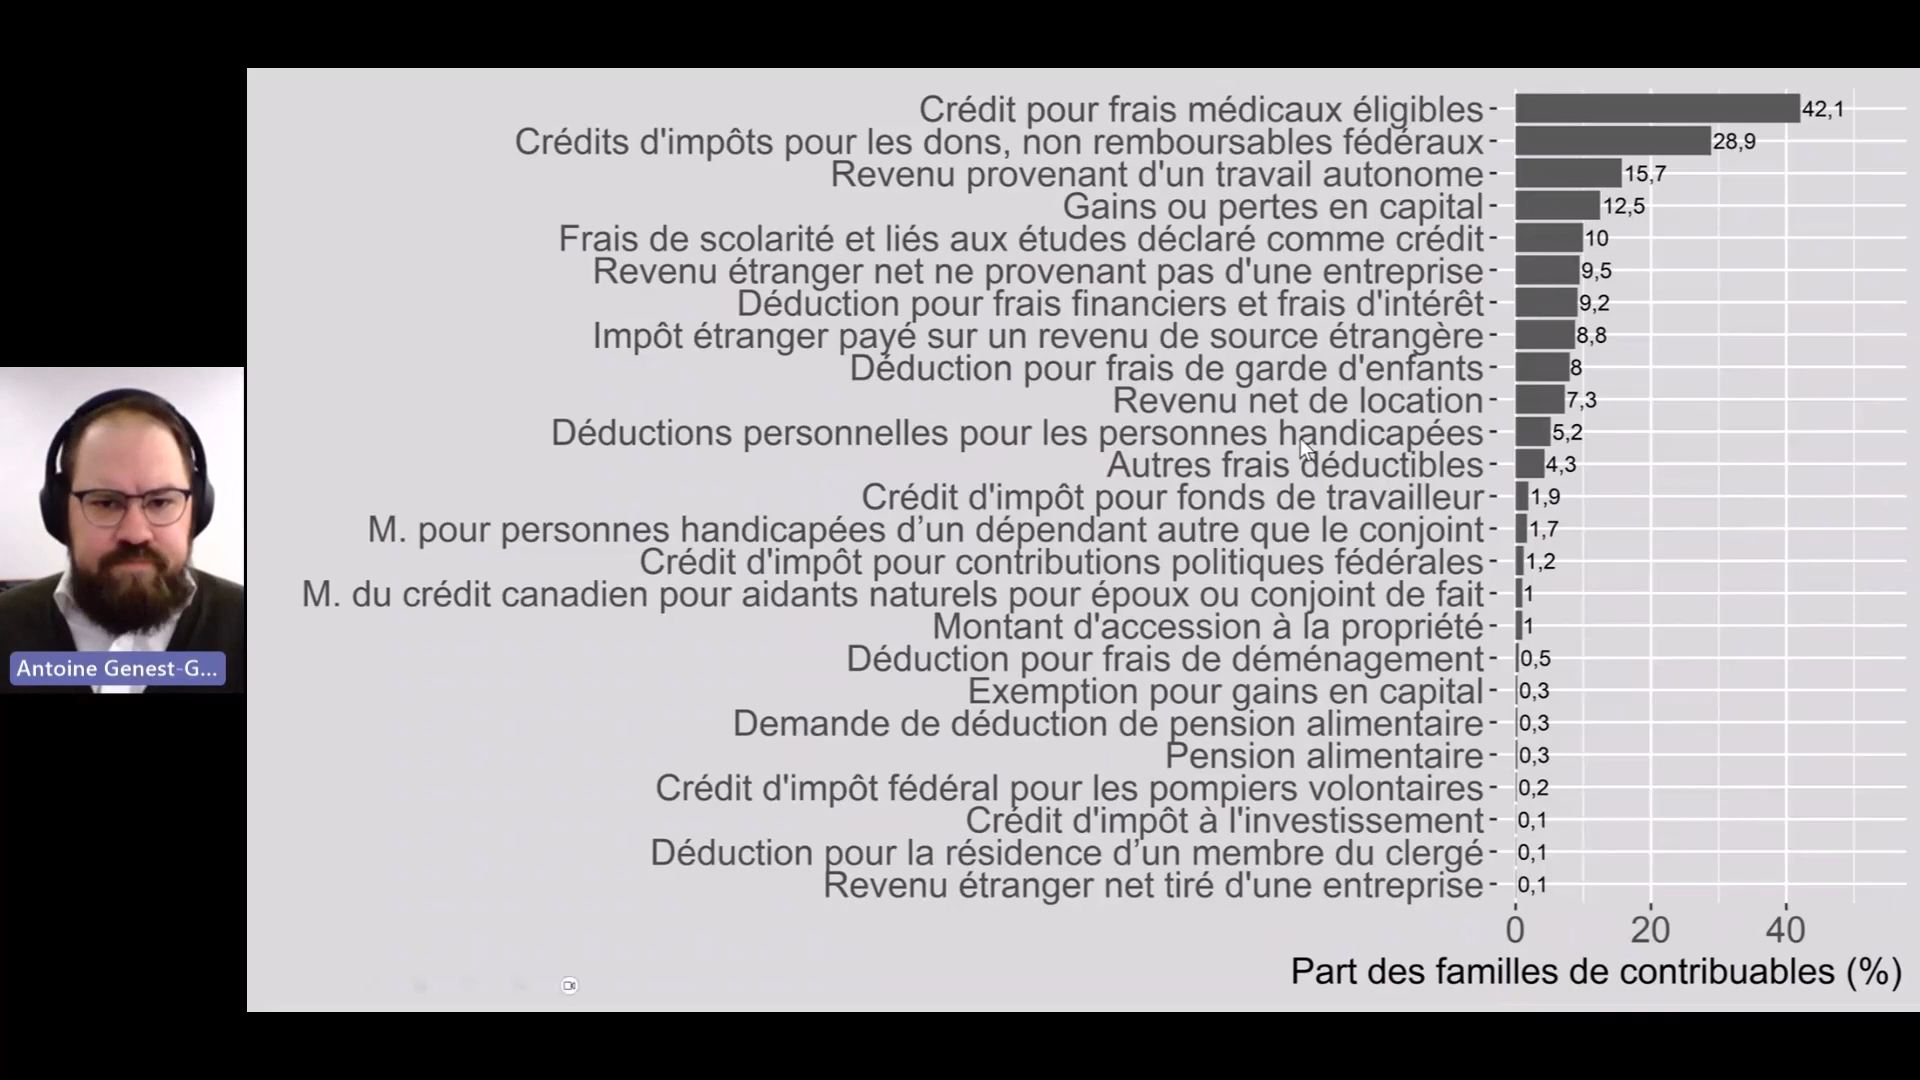 Crédit pour frais médicaux éligibles 42,1
Crédits d'impôts pour les dons, non remboursables fédéraux 28,9
Revenu provenant d'un travail autonome 15,7
Gains ou pertes en capital 12,5
Frais de scolarité et liés aux études déclaré comme crédit 10
Revenu étranger net ne provenant pas d'une entreprise 9,5
Déduction pour frais financiers et frais d'intérêt 9,2
Impôt étranger payé sur un revenu de source étrangère 8,8
Déduction pour frais de garde d'enfants 8
Revenu net de location 7,3
Déductions personnelles pour les personnes handicapées 5,2
Autres frais déductibles 4,3
Crédit d'impôt pour fonds de travailleur 1,9
M. pour personnes handicapées d’un dépendant autre que le conjoint 1,7
Crédit d'impôt pour contributions politiques fédérales 1,2
M. du crédit canadien pour aidants naturels pour époux ou conjoint de fait 1
Montant d'accession à la propriété 1
Déduction pour frais de déménagement 0,5
Exemption pour gains en capital 0,3
Demande de déduction de pension alimentaire 0,3
Pension alimentaire 0,3
Crédit d'impôt fédéral pour les pompiers volontaires 0,2
Crédit d'impôt à l'investissement 0,1
Déduction pour la résidence d’un membre du clergé 0,1
Revenu étranger net tiré d'une entreprise 0,1
0 20 40
Part des familles de contribuables (%)
Antoine Genest-G...